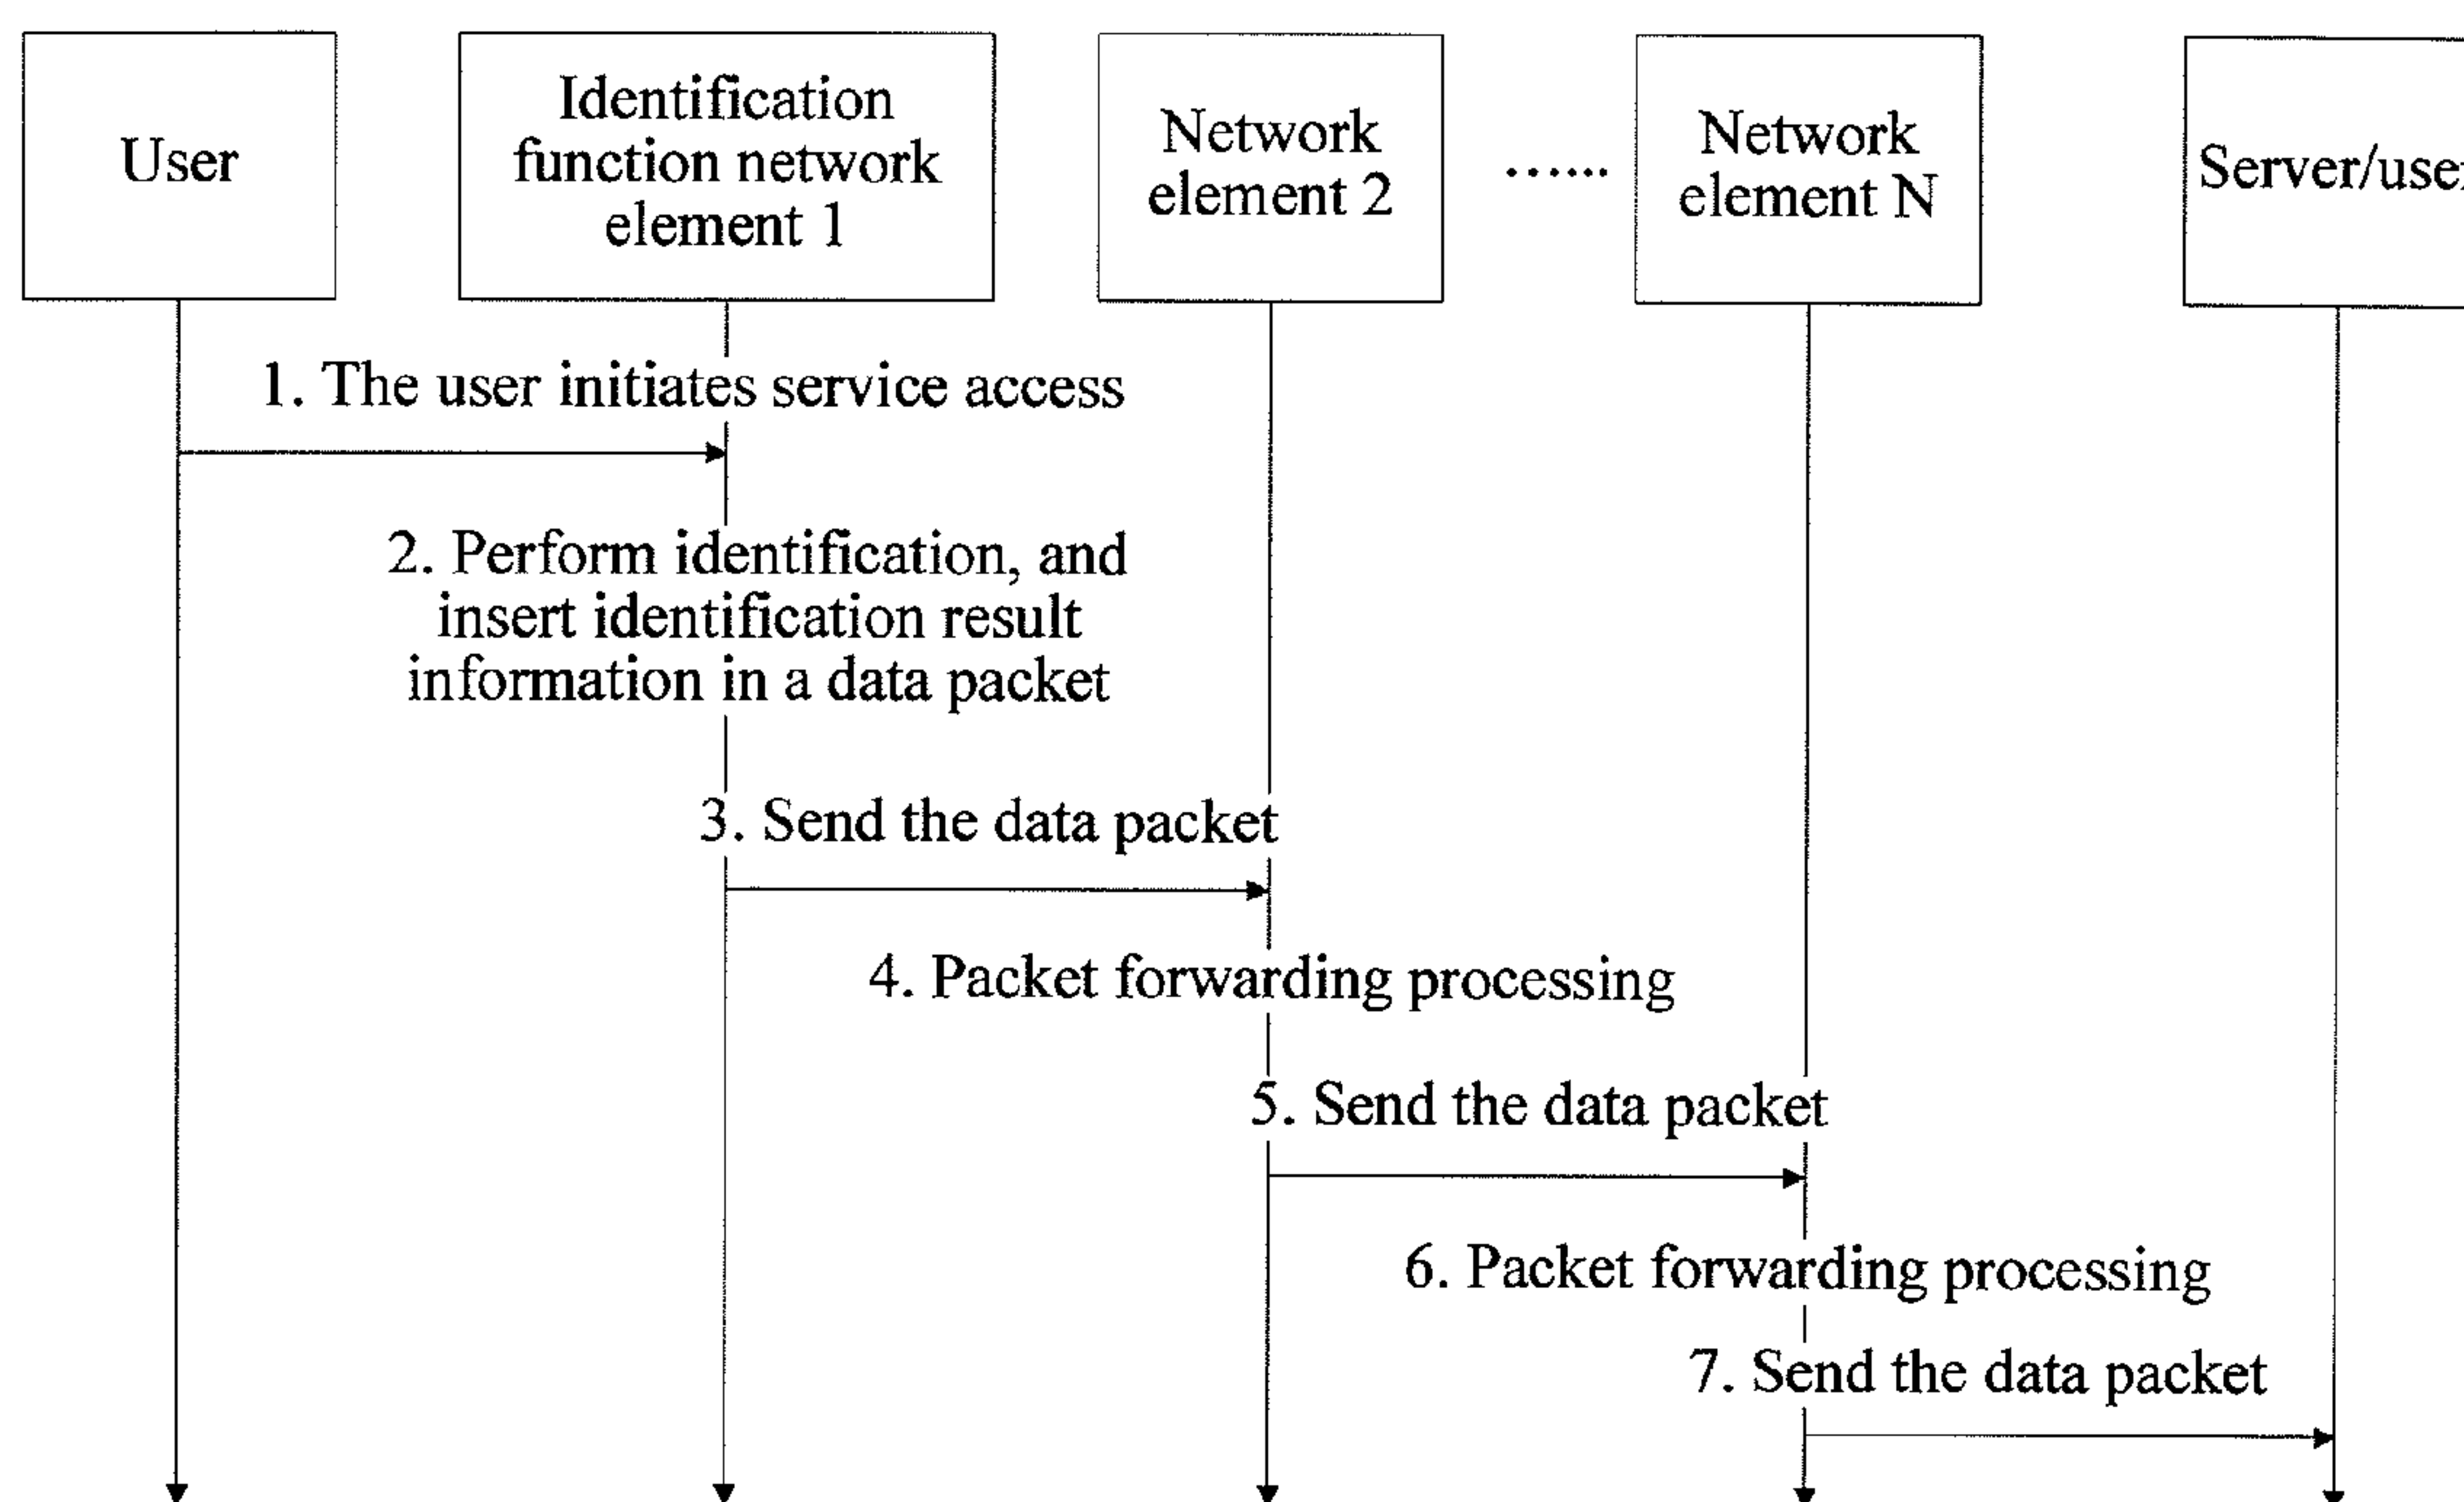 User
Identification
function network
element 1
Network
element 2
......
Network
element N
Server/user
1. The user initiates service access
2. Perform identification, and
insert identification result
information in a data packet
3. Send the data packet
4. Packet forwarding processing
5. Send the data packet
6. Packet forwarding processing
7. Send the data packet